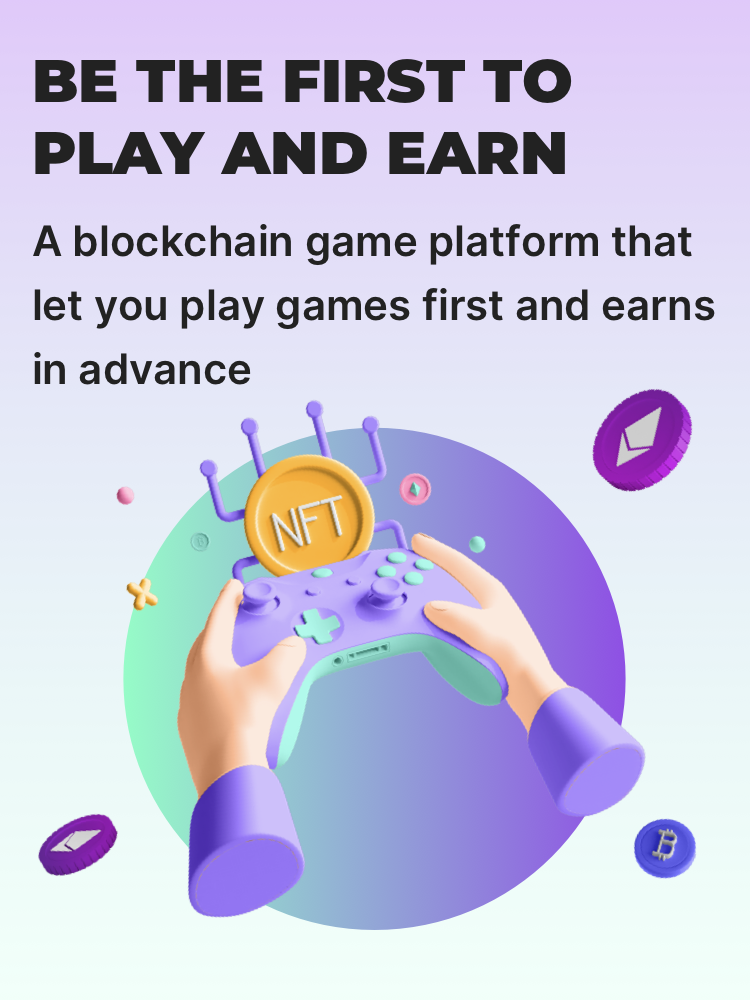 BE THE FIRST TO
PLAY AND EARN
A blockchain game platform that
let you play games first and earns
in advance
NFT